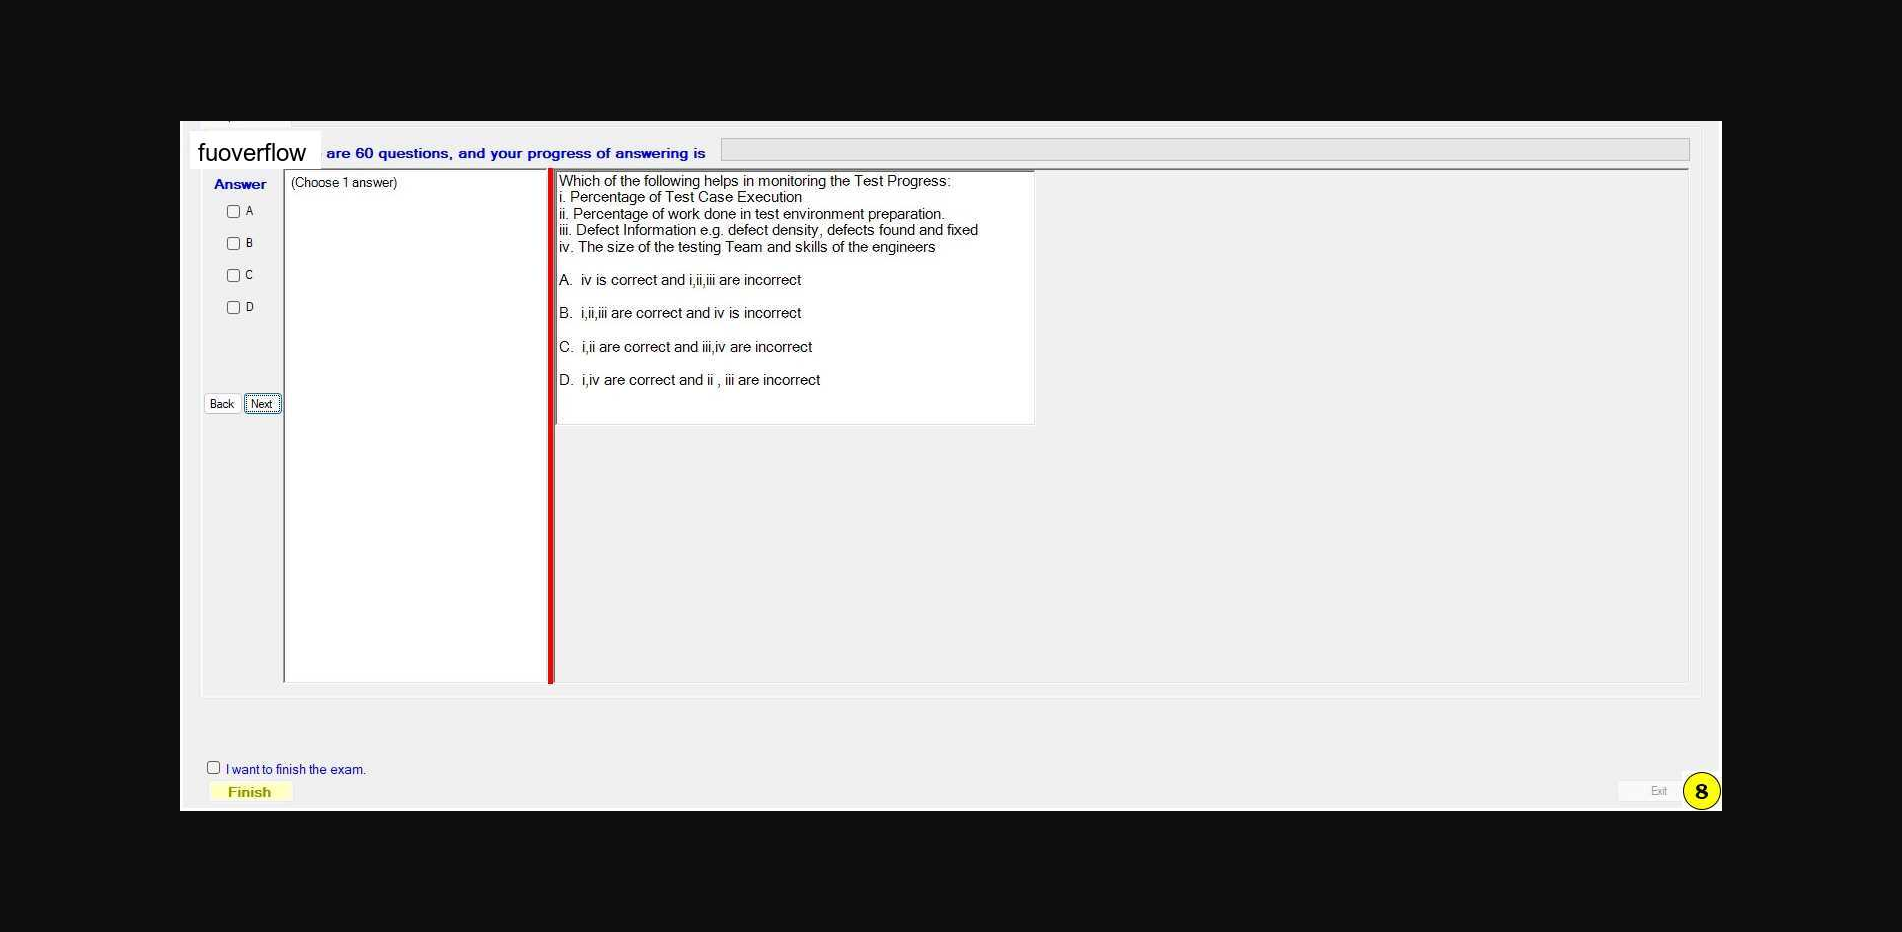 fuoverflow are 60 questions, and your progress of answering is
Answer
(Choose 1 answer)
A
B
C
D
Back Next
Which of the following helps in monitoring the Test Progress:
i. Percentage of Test Case Execution
ii. Percentage of work done in test environment preparation.
iii. Defect Information e.g. defect density, defects found and fixed
iv. The size of the testing Team and skills of the engineers
A. iv is correct and i,ii,iii are incorrect
B. i,ii,iii are correct and iv is incorrect
C. i,ii are correct and iii,iv are incorrect
D. i,iv are correct and ii , iii are incorrect
I want to finish the exam.
Finish
Exit
8